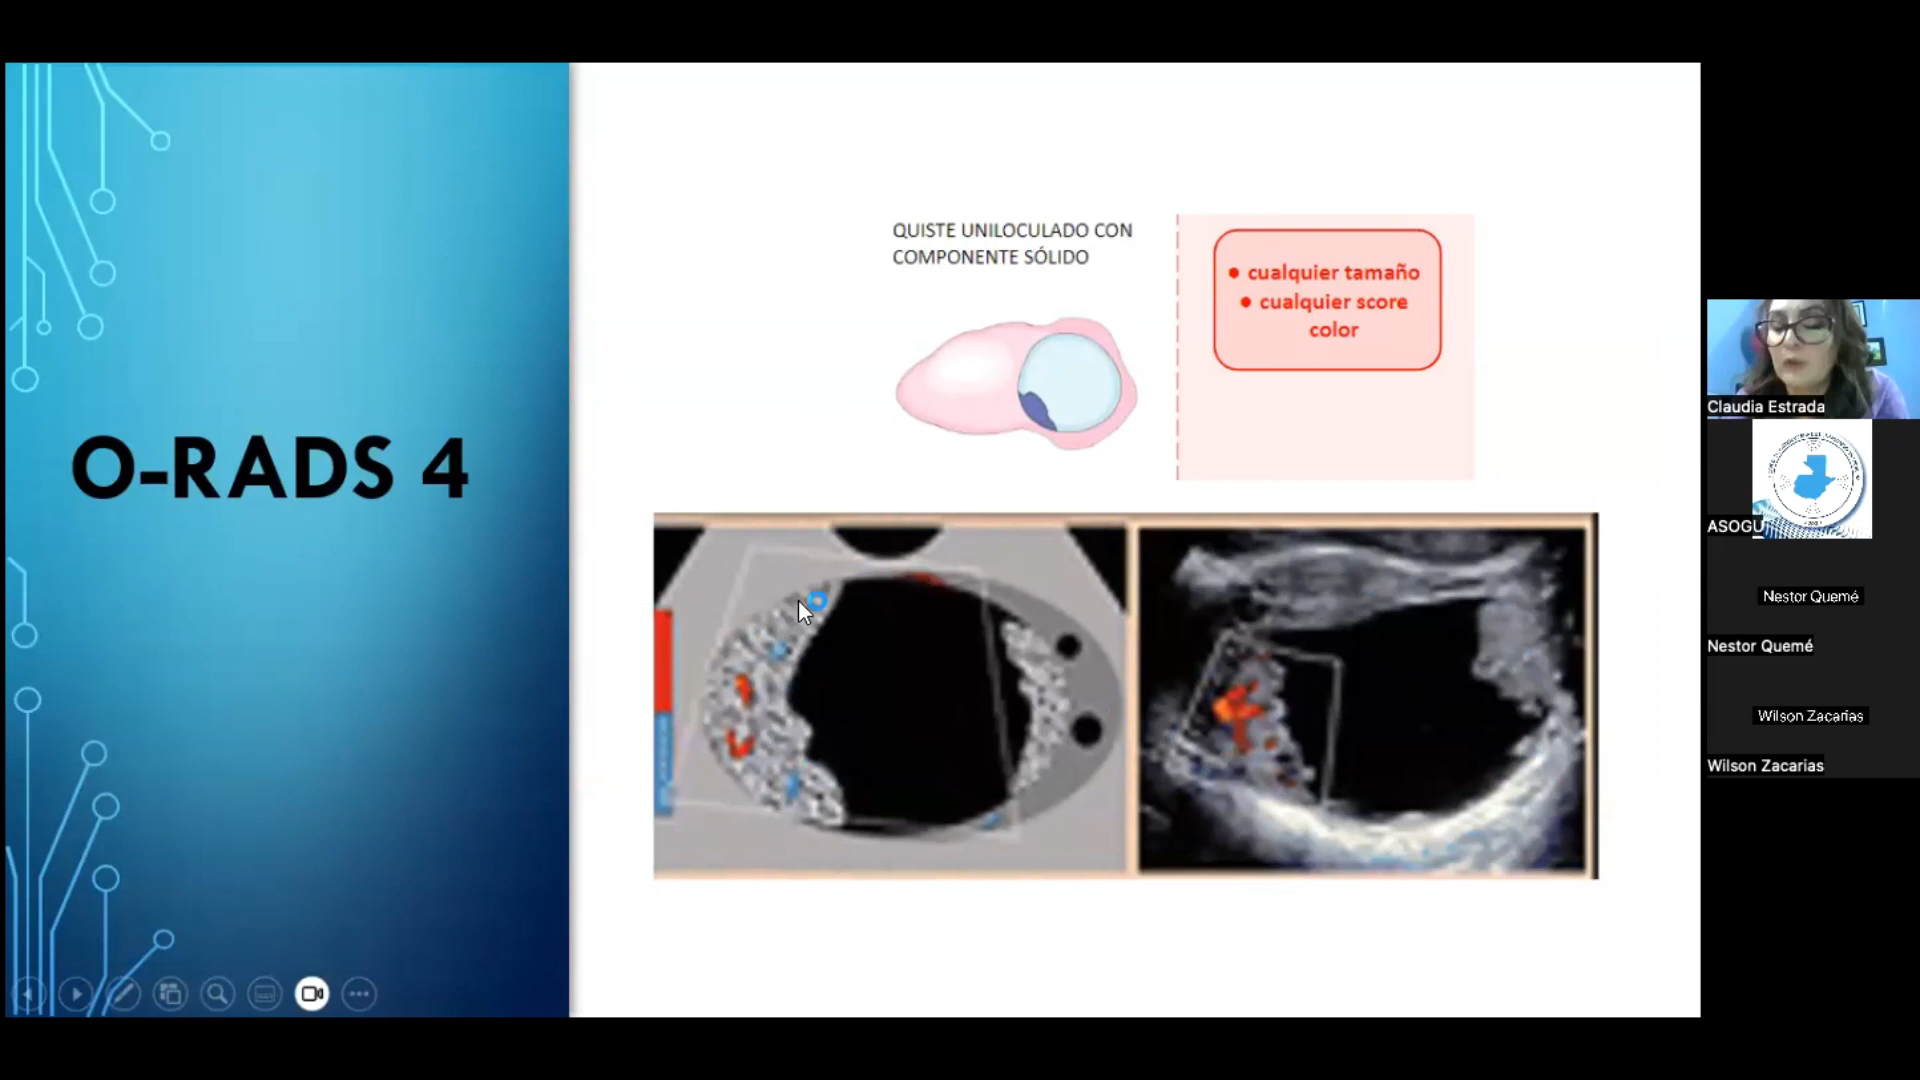 O-RADS 4
QUISTE UNILOCULADO CON
COMPONENTE SÓLIDO
● cualquier tamaño
● cualquier score
color
Claudia Estrada
ASOGU
Nestor Quemé
Nestor Quemé
Wilson Zacarias
Wilson Zacarias